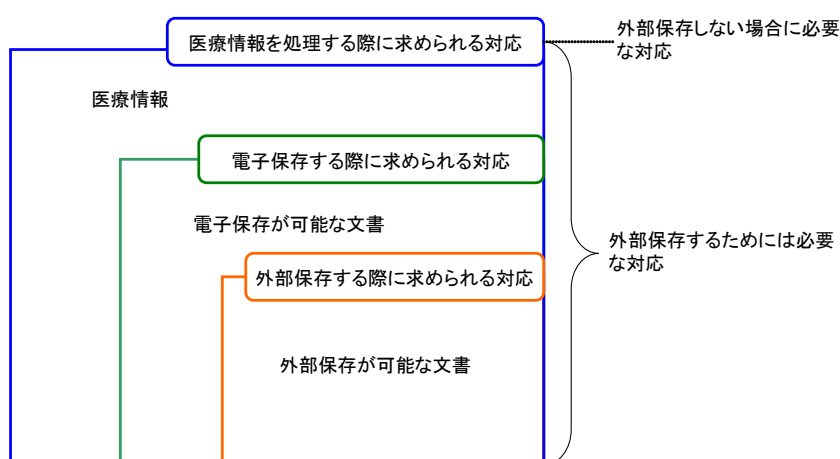 医療情報を処理する際に求められる対応
外部保存しない場合に必要
な対応
医療情報
電子保存する際に求められる対応
電子保存が可能な文書
外部保存するためには必要
な対応
外部保存する際に求められる対応
外部保存が可能な文書